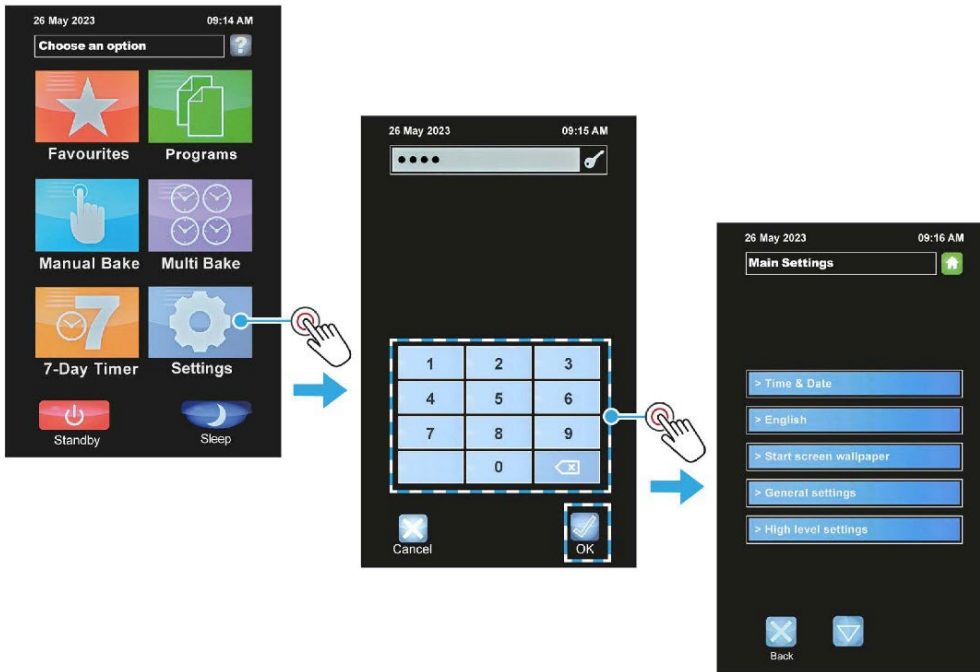 26 May 2023 09:14 AM
Choose an option ?
Favourites Programs
Manual Bake Multi Bake
7-Day Timer Settings
Standby Sleep
26 May 2023 09:15 AM
••••
1 2 3
4 5 6
7 8 9
0
Cancel OK
26 May 2023 09:16 AM
Main Settings
> Time & Date
> English
> Start screen wallpaper
> General settings
> High level settings
Back